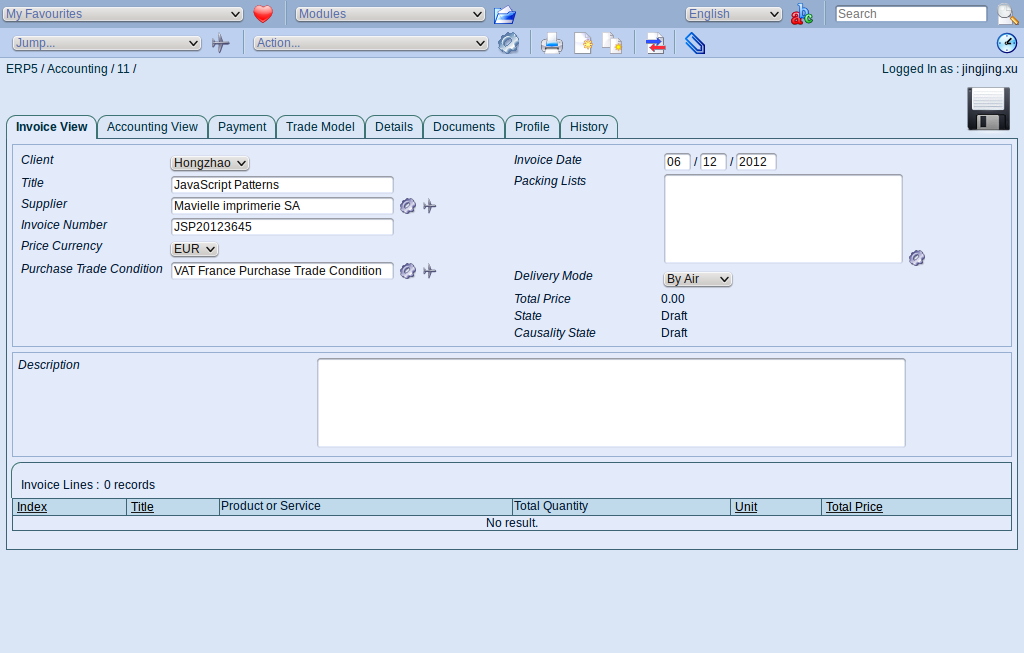 My Favourites Modules English Search
Jump... Action...
ERP5 / Accounting / 11 / Logged In as : jingjing.xu
Invoice View Accounting View Payment Trade Model Details Documents Profile History
Client Hongzhao Invoice Date 06 / 12 / 2012
Title JavaScript Patterns Packing Lists
Supplier Mavielle imprimerie SA
Invoice Number JSP20123645
Price Currency EUR
Purchase Trade Condition VAT France Purchase Trade Condition
Delivery Mode By Air
Total Price 0.00
State Draft
Causality State Draft
Description
Invoice Lines : 0 records
Index Title Product or Service Total Quantity Unit Total Price
No result.